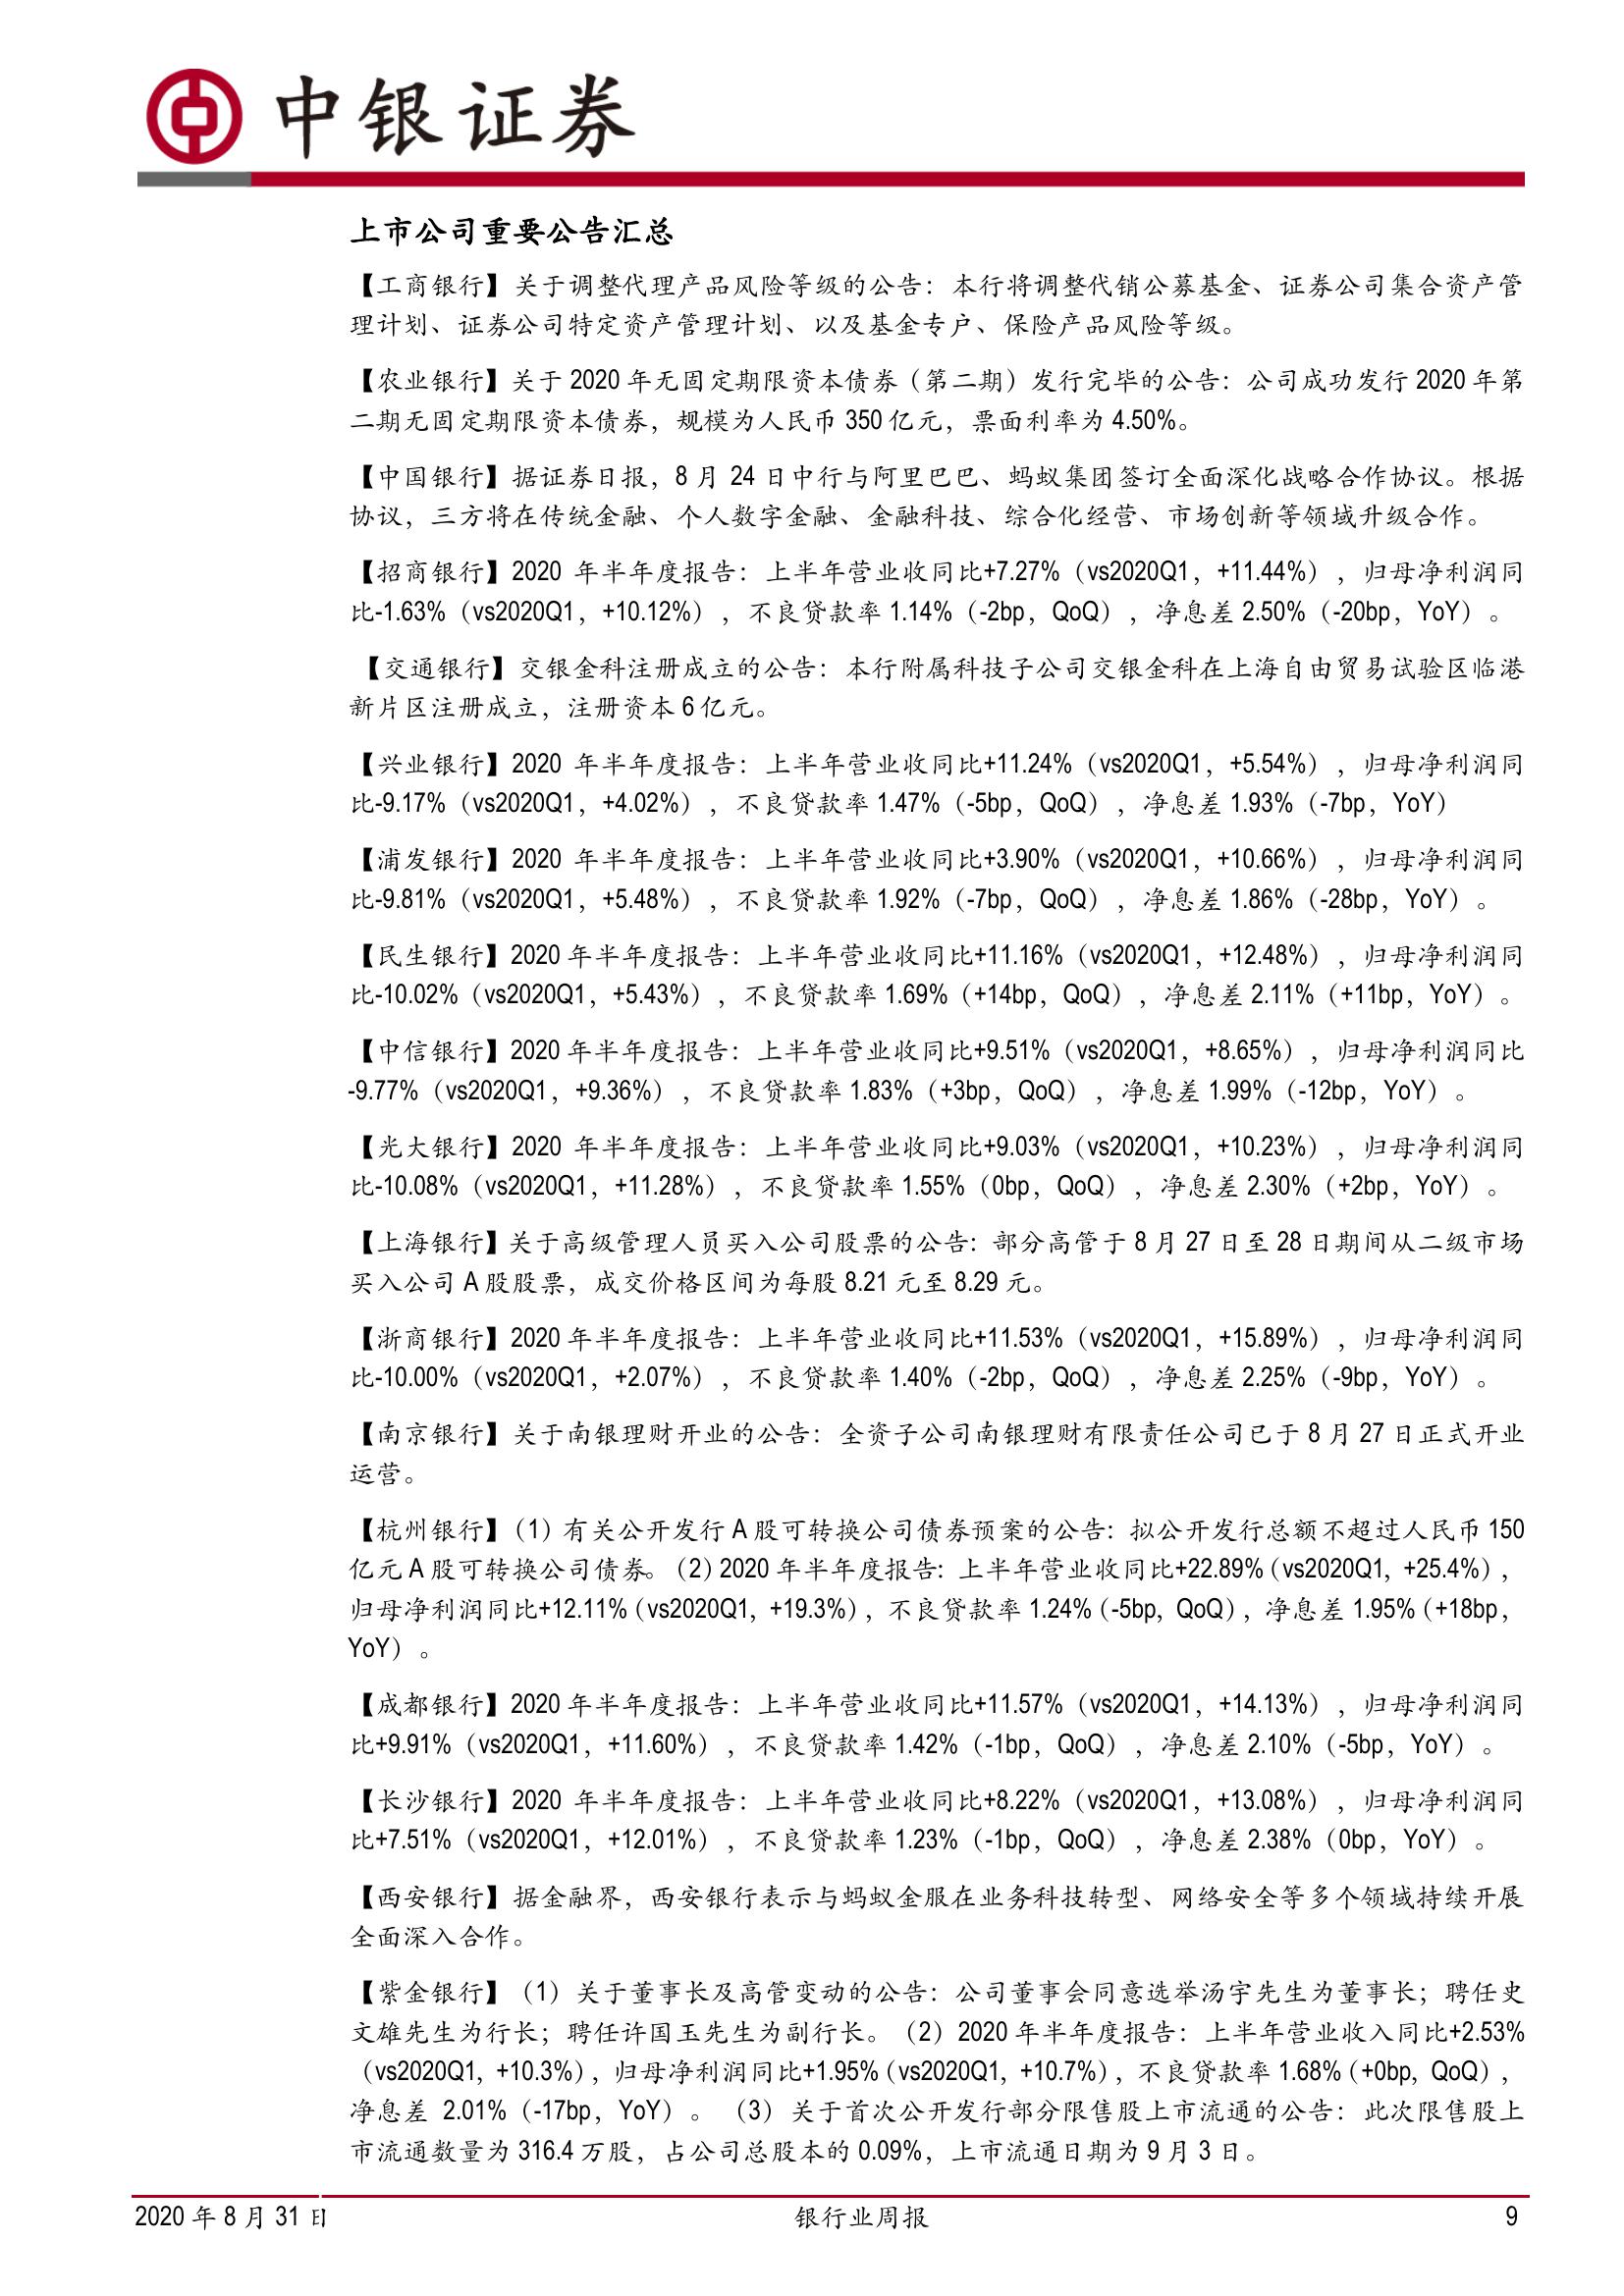 中银证券
上市公司重要公告汇总
【工商银行】关于调整代理产品风险等级的公告：本行将调整代销公募基金、证券公司集合资产管
理计划、证券公司特定资产管理计划、以及基金专户、保险产品风险等级。
【农业银行】关于 2020 年无固定期限资本债券（第二期）发行完毕的公告：公司成功发行 2020 年第
二期无固定期限资本债券，规模为人民币 350 亿元，票面利率为 4.50%。
【中国银行】据证券日报，8 月 24 日中行与阿里巴巴、蚂蚁集团签订全面深化战略合作协议。根据
协议，三方将在传统金融、个人数字金融、金融科技、综合化经营、市场创新等领域升级合作。
【招商银行】2020 年半年度报告：上半年营业收同比+7.27%（vs2020Q1，+11.44%），归母净利润同
比-1.63%（vs2020Q1，+10.12%），不良贷款率 1.14%（-2bp，QoQ），净息差 2.50%（-20bp，YoY）。
【交通银行】交银金科注册成立的公告：本行附属科技子公司交银金科在上海自由贸易试验区临港
新片区注册成立，注册资本 6 亿元。
【兴业银行】2020 年半年度报告：上半年营业收同比+11.24%（vs2020Q1，+5.54%），归母净利润同
比-9.17%（vs2020Q1，+4.02%），不良贷款率 1.47%（-5bp，QoQ），净息差 1.93%（-7bp，YoY）
【浦发银行】2020 年半年度报告：上半年营业收同比+3.90%（vs2020Q1，+10.66%），归母净利润同
比-9.81%（vs2020Q1，+5.48%），不良贷款率 1.92%（-7bp，QoQ），净息差 1.86%（-28bp，YoY）。
【民生银行】2020 年半年度报告：上半年营业收同比+11.16%（vs2020Q1，+12.48%），归母净利润同
比-10.02%（vs2020Q1，+5.43%），不良贷款率 1.69%（+14bp，QoQ），净息差 2.11%（+11bp，YoY）。
【中信银行】2020 年半年度报告：上半年营业收同比+9.51%（vs2020Q1，+8.65%），归母净利润同比
-9.77%（vs2020Q1，+9.36%），不良贷款率 1.83%（+3bp，QoQ），净息差 1.99%（-12bp，YoY）。
【光大银行】2020 年半年度报告：上半年营业收同比+9.03%（vs2020Q1，+10.23%），归母净利润同
比-10.08%（vs2020Q1，+11.28%），不良贷款率 1.55%（0bp，QoQ），净息差 2.30%（+2bp，YoY）。
【上海银行】关于高级管理人员买入公司股票的公告：部分高管于 8 月 27 日至 28 日期间从二级市场
买入公司 A 股股票，成交价格区间为每股 8.21 元至 8.29 元。
【浙商银行】2020 年半年度报告：上半年营业收同比+11.53%（vs2020Q1，+15.89%），归母净利润同
比-10.00%（vs2020Q1，+2.07%），不良贷款率 1.40%（-2bp，QoQ），净息差 2.25%（-9bp，YoY）。
【南京银行】关于南银理财开业的公告：全资子公司南银理财有限责任公司已于 8 月 27 日正式开业
运营。
【杭州银行】（1）有关公开发行 A 股可转换公司债券预案的公告：拟公开发行总额不超过人民币 150
亿元 A 股可转换公司债券。（2）2020 年半年度报告：上半年营业收同比+22.89%（vs2020Q1，+25.4%），
归母净利润同比+12.11%（vs2020Q1，+19.3%），不良贷款率 1.24%（-5bp，QoQ），净息差 1.95%（+18bp，
YoY）。
【成都银行】2020 年半年度报告：上半年营业收同比+11.57%（vs2020Q1，+14.13%），归母净利润同
比+9.91%（vs2020Q1，+11.60%），不良贷款率 1.42%（-1bp，QoQ），净息差 2.10%（-5bp，YoY）。
【长沙银行】2020 年半年度报告：上半年营业收同比+8.22%（vs2020Q1，+13.08%），归母净利润同
比+7.51%（vs2020Q1，+12.01%），不良贷款率 1.23%（-1bp，QoQ），净息差 2.38%（0bp，YoY）。
【西安银行】据金融界，西安银行表示与蚂蚁金服在业务科技转型、网络安全等多个领域持续开展
全面深入合作。
【紫金银行】（1）关于董事长及高管变动的公告：公司董事会同意选举汤宇先生为董事长；聘任史
文雄先生为行长；聘任许国玉先生为副行长。（2）2020 年半年度报告：上半年营业收入同比+2.53%
（vs2020Q1，+10.3%），归母净利润同比+1.95%（vs2020Q1，+10.7%），不良贷款率 1.68%（+0bp，QoQ），
净息差 2.01%（-17bp，YoY）。（3）关于首次公开发行部分限售股上市流通的公告：此次限售股上
市流通数量为 316.4 万股，占公司总股本的 0.09%，上市流通日期为 9 月 3 日。
2020 年 8 月 31 日 银行业周报 9